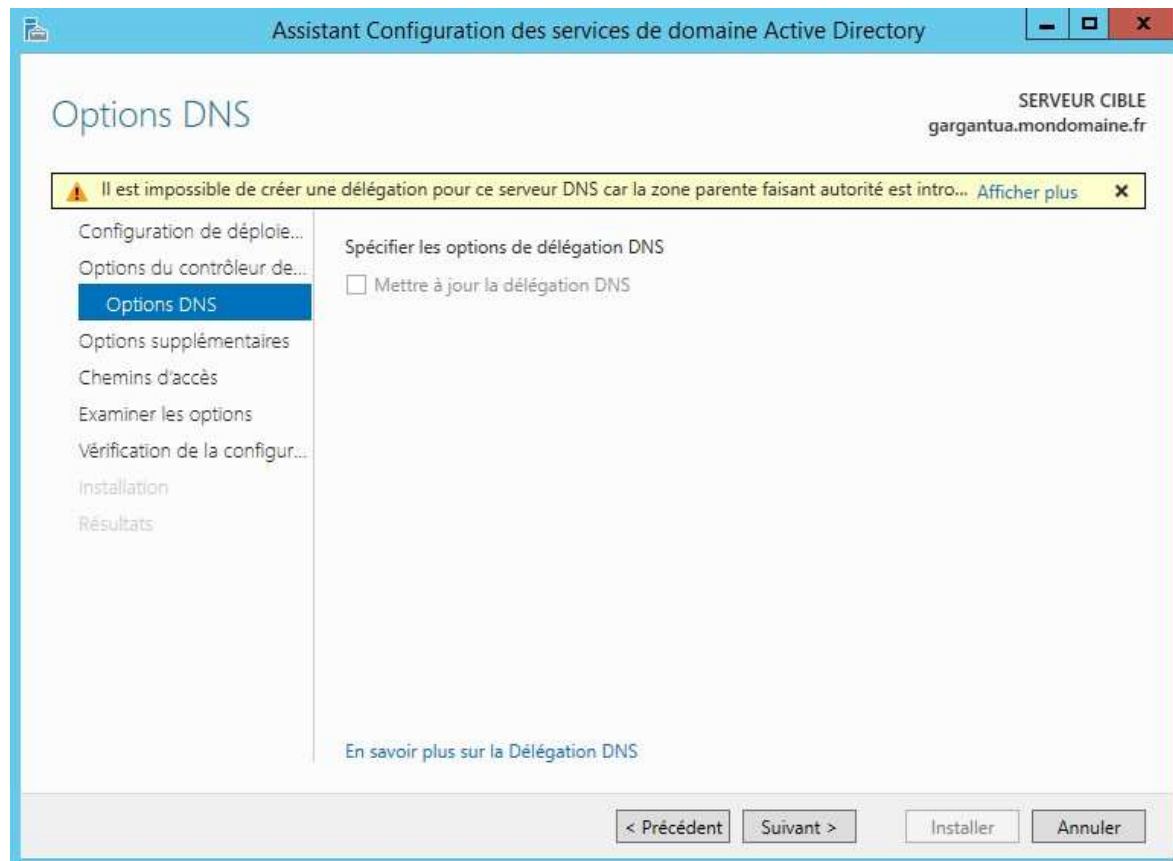 Assistant Configuration des services de domaine Active Directory
Options DNS
SERVEUR CIBLE
gargantua.mondomaine.fr
Il est impossible de créer une délégation pour ce serveur DNS car la zone parente faisant autorité est intro... Afficher plus
Configuration de déploie...
Options du contrôleur de...
Options DNS
Options supplémentaires
Chemins d'accès
Examiner les options
Vérification de la configur...
Installation
Résultats
Spécifier les options de délégation DNS
Mettre à jour la délégation DNS
En savoir plus sur la Délégation DNS
< Précédent Suivant > Installer Annuler